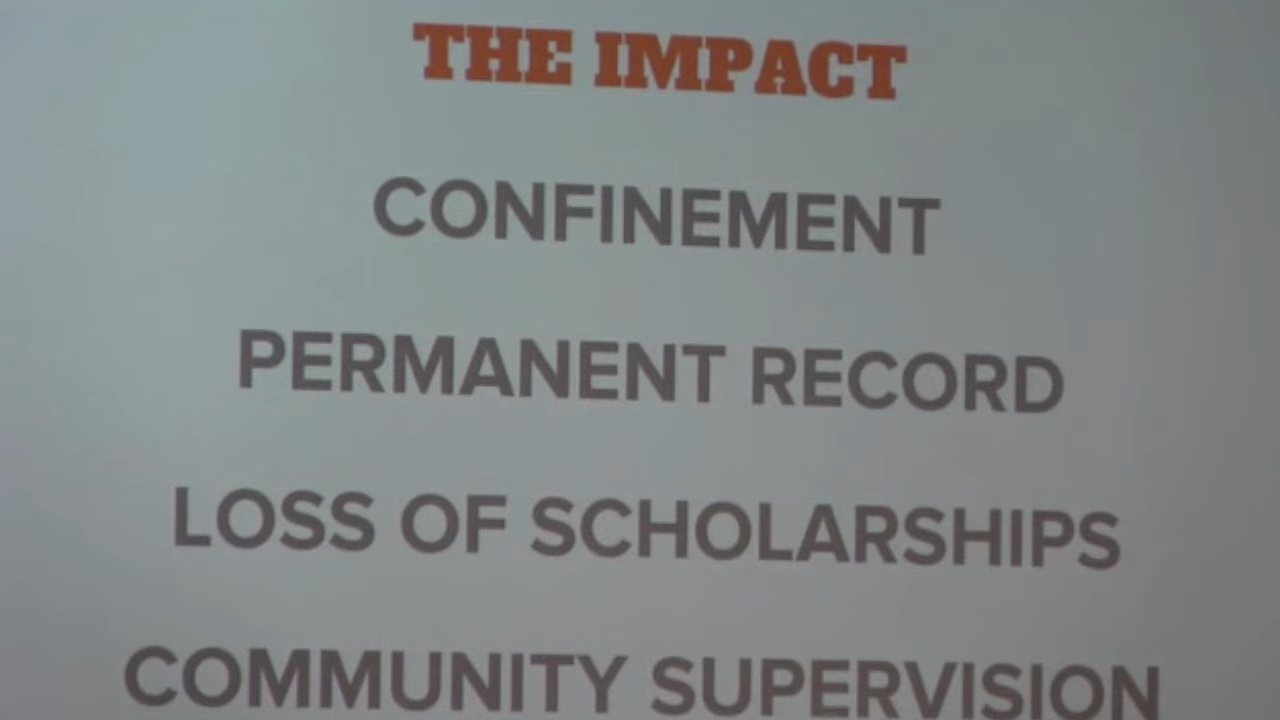 THE IMPACT
CONFINEMENT
PERMANENT RECORD
LOSS OF SCHOLARSHIPS
COMMUNITY SUPERVISION